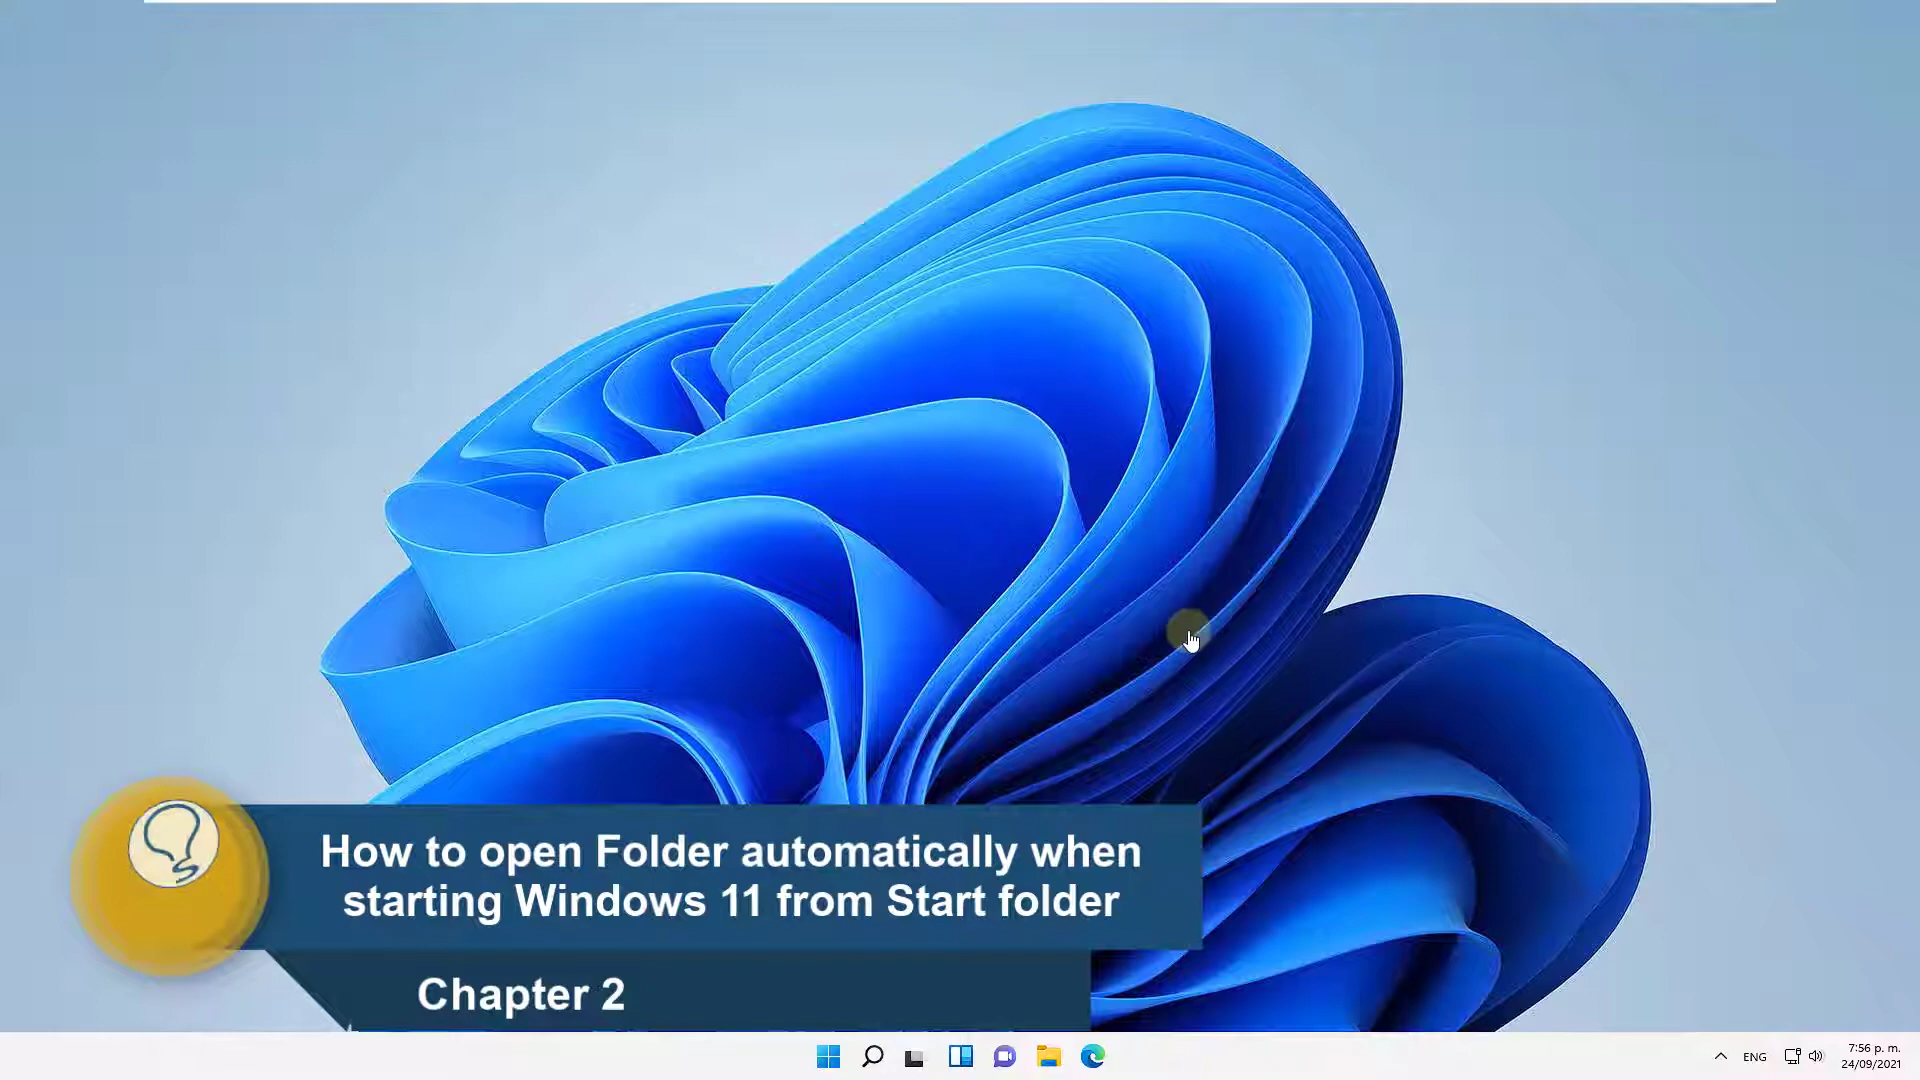 How to open Folder automatically when
starting Windows 11 from Start folder
Chapter 2
ENG
7:56 p. m.
24/09/2021